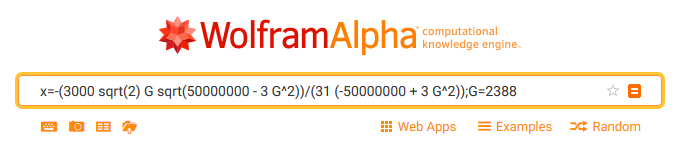 WolframAlpha computational
knowledge engine.
x=-(3000 sqrt(2) G sqrt(50000000 - 3 G^2))/(31 (-50000000 + 3 G^2));G=2388
Web Apps Examples Random